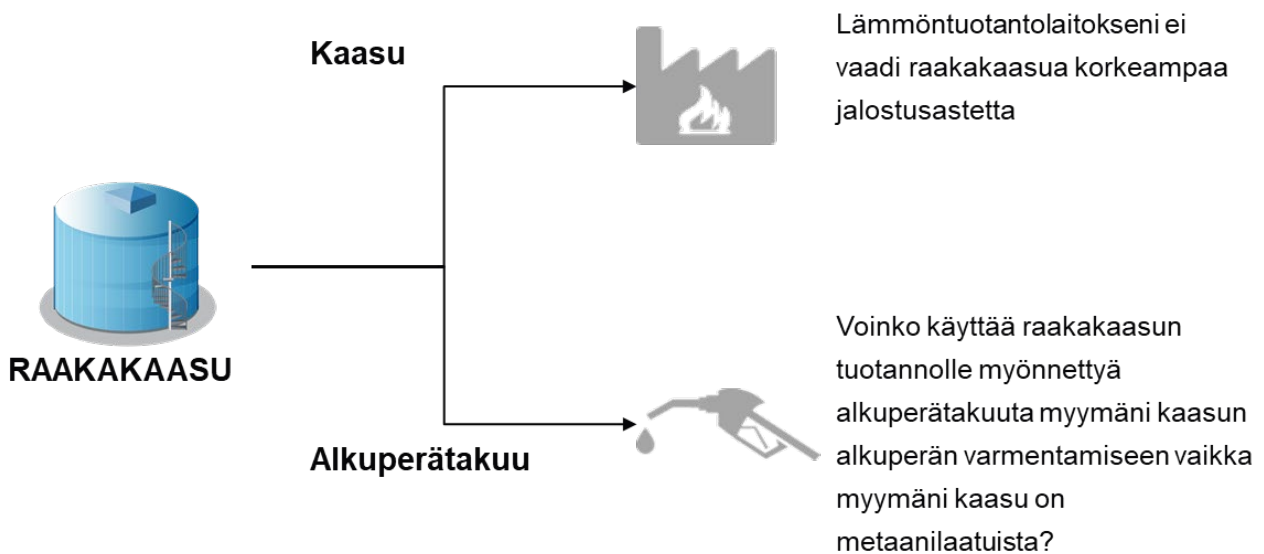 Kaasu
Lämmöntuotantolaitokseni ei
vaadi raakakaasua korkeampaa
jalostusastetta
RAAKAKAASU
Alkuperätakuu
Voinko käyttää raakakaasun
tuotannolle myönnettyä
alkuperätakuuta myymäni kaasun
alkuperän varmentamiseen vaikka
myymäni kaasu on
metaanilaatuista?